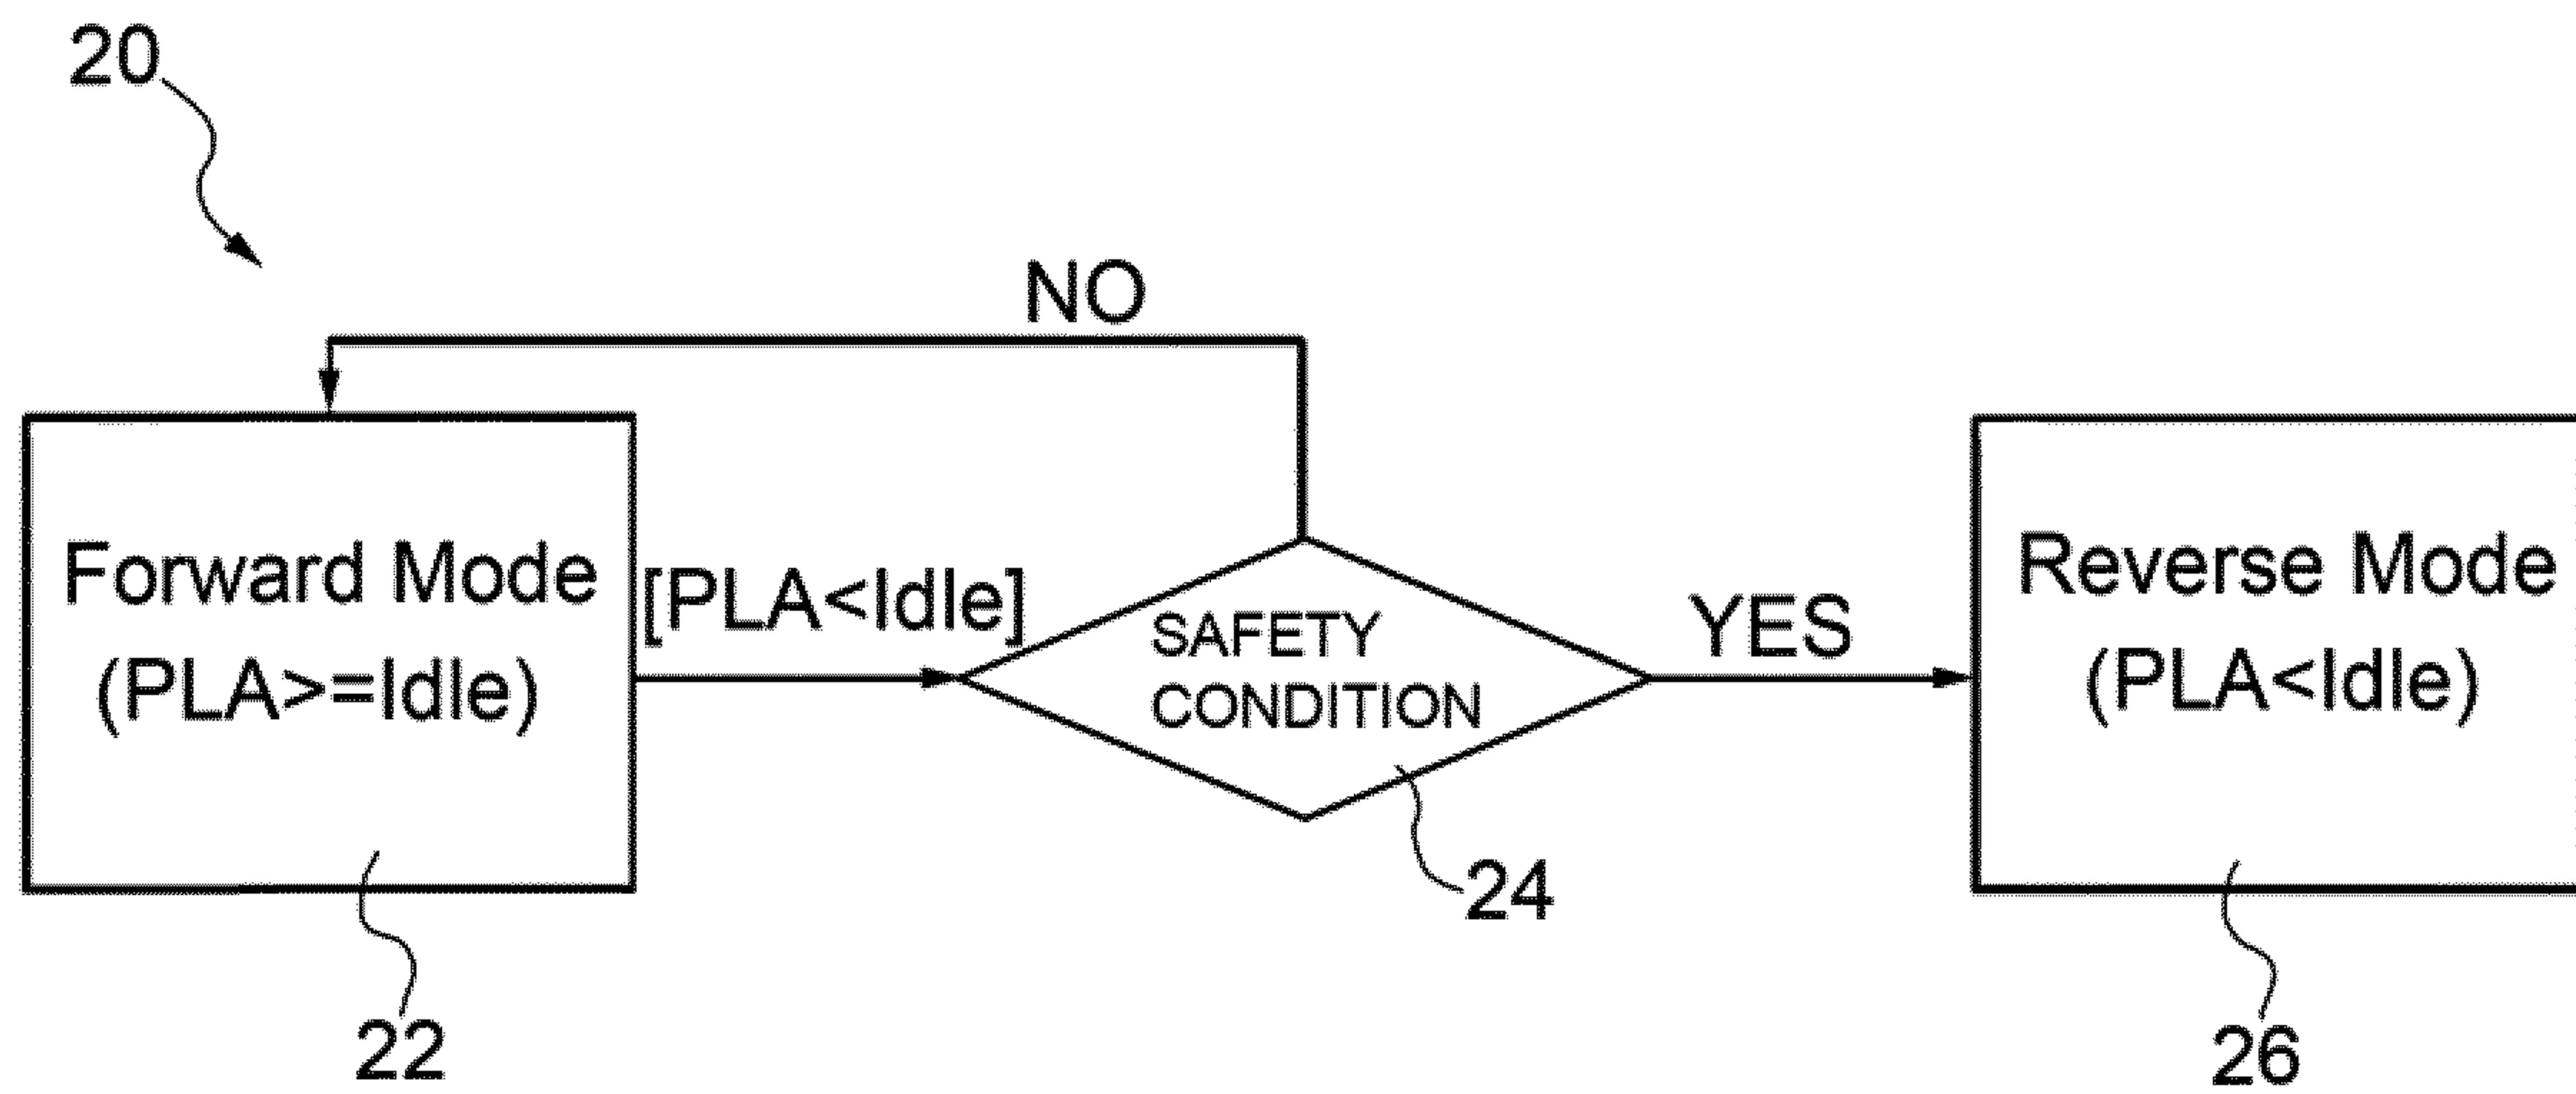 20
NO
Forward Mode
(PLA>=Idle)
[PLA<Idle]
SAFETY
CONDITION
YES
Reverse Mode
(PLA<Idle)
22
24
26